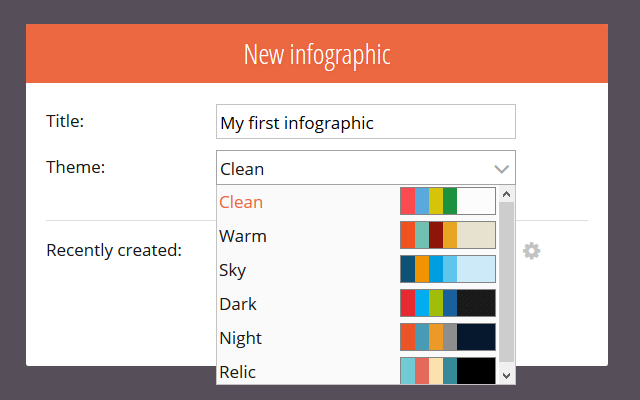 New infographic
Title:
My first infographic
Theme:
Clean
Clean
Warm
Sky
Recently created:
Dark
Night
Relic